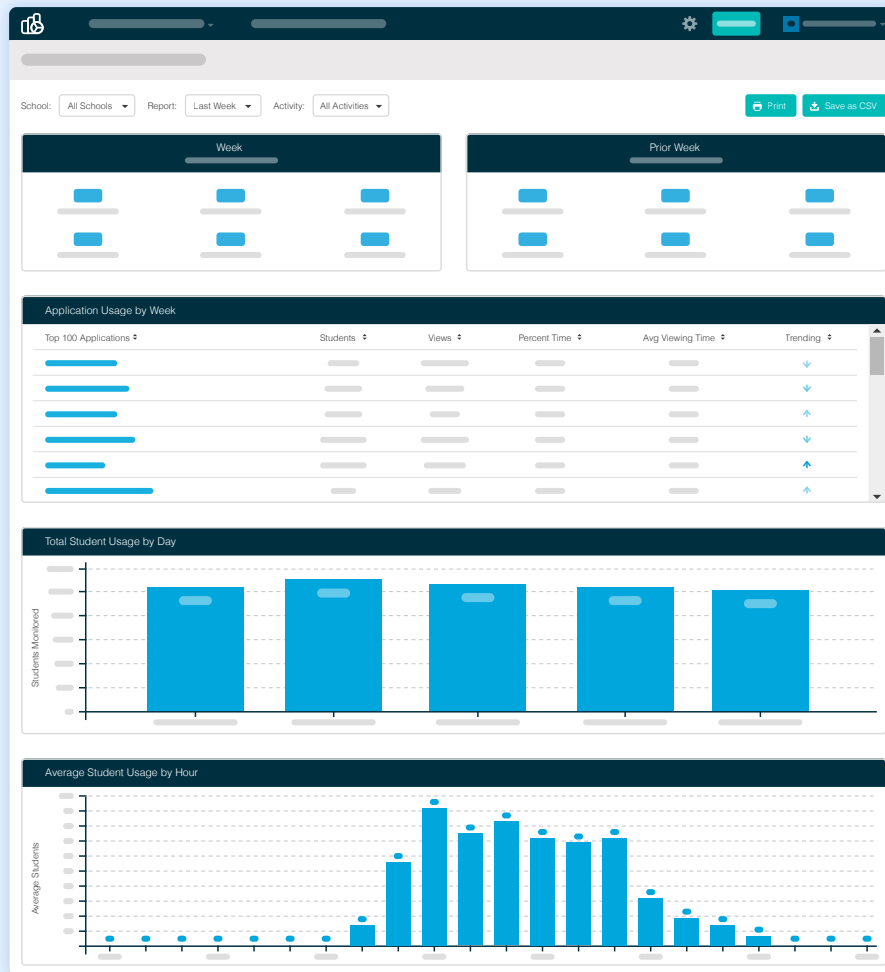 School: All Schools Report: Last Week Activity: All Activities Print Save as CSV
Week Prior Week
Application Usage by Week
Top 100 Applications Students Views Percent Time Avg Viewing Time Trending
Total Student Usage by Day
Students Monitored
Average Student Usage by Hour
Average Students